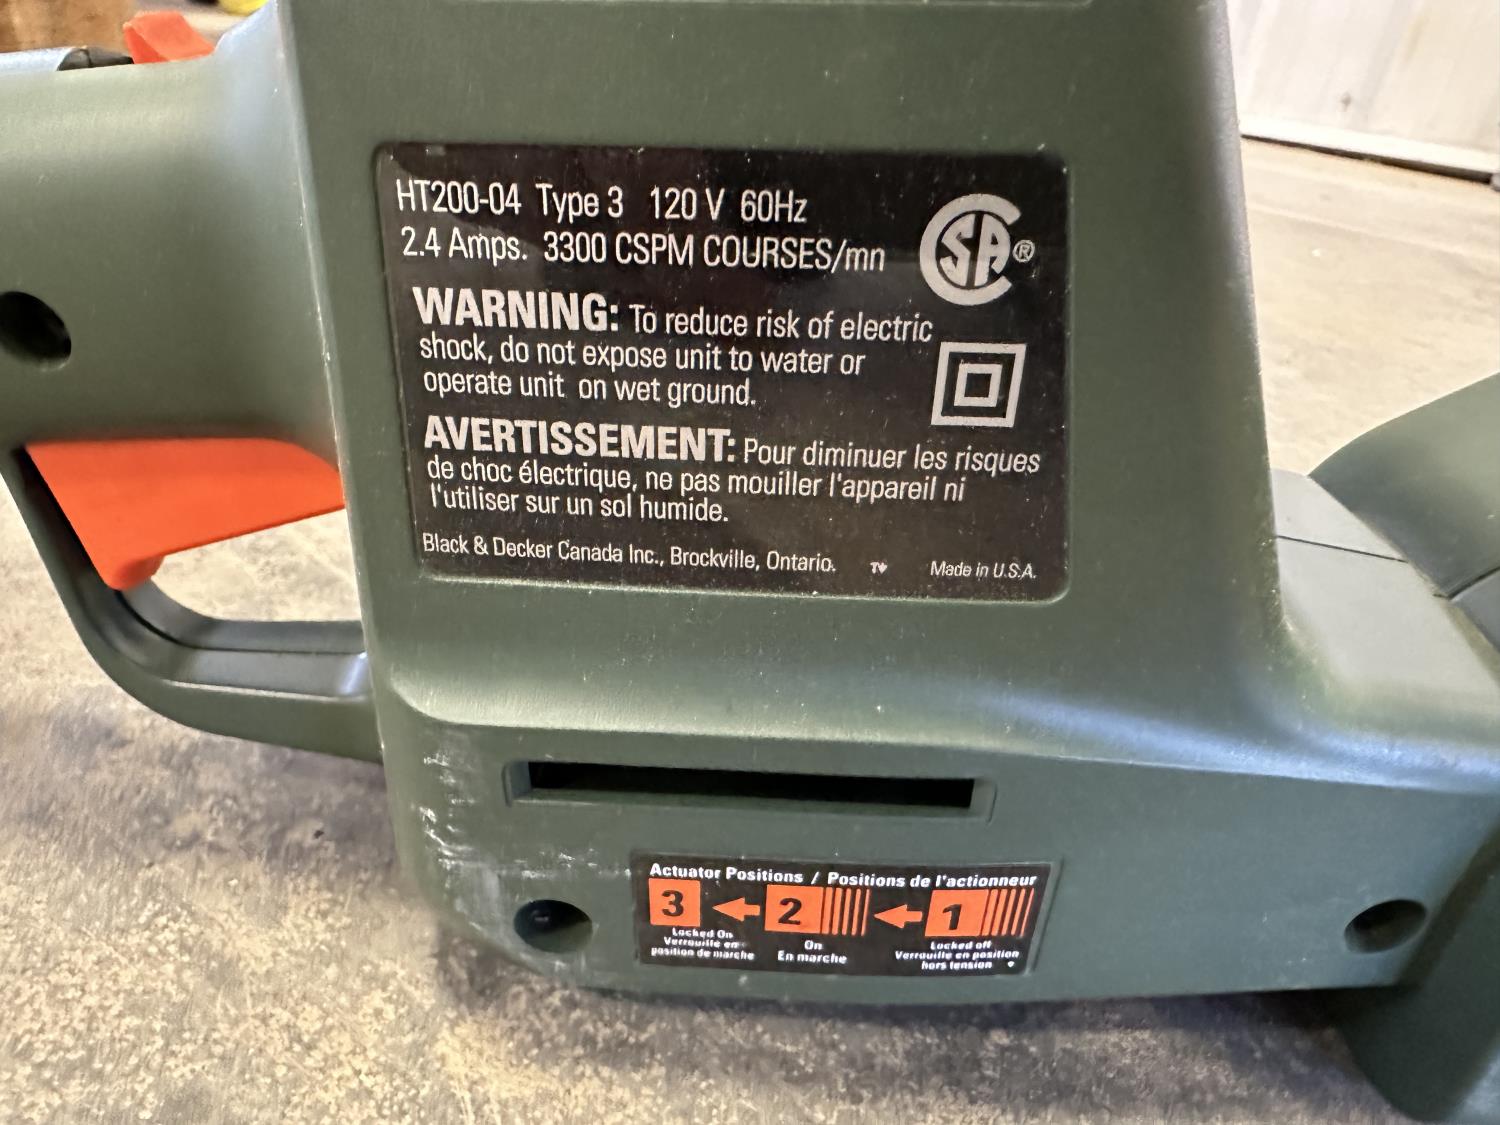 HT200-04 Type 3 120 V 60Hz
2.4 Amps. 3300 CSPM COURSES/mn
CSA®
WARNING: To reduce risk of electric
shock, do not expose unit to water or
operate unit on wet ground.
AVERTISSEMENT: Pour diminuer les risques
de choc électrique, ne pas mouiller l'appareil ni
l'utiliser sur un sol humide.
Black & Decker Canada Inc., Brockville, Ontario.
Made in U.S.A.
Actuator Positions / Positions de l'actionneur
3 2 1
Locked On
Verrouille en
position de marche
On
En marche
Locked off
Verrouille en position
hors tension